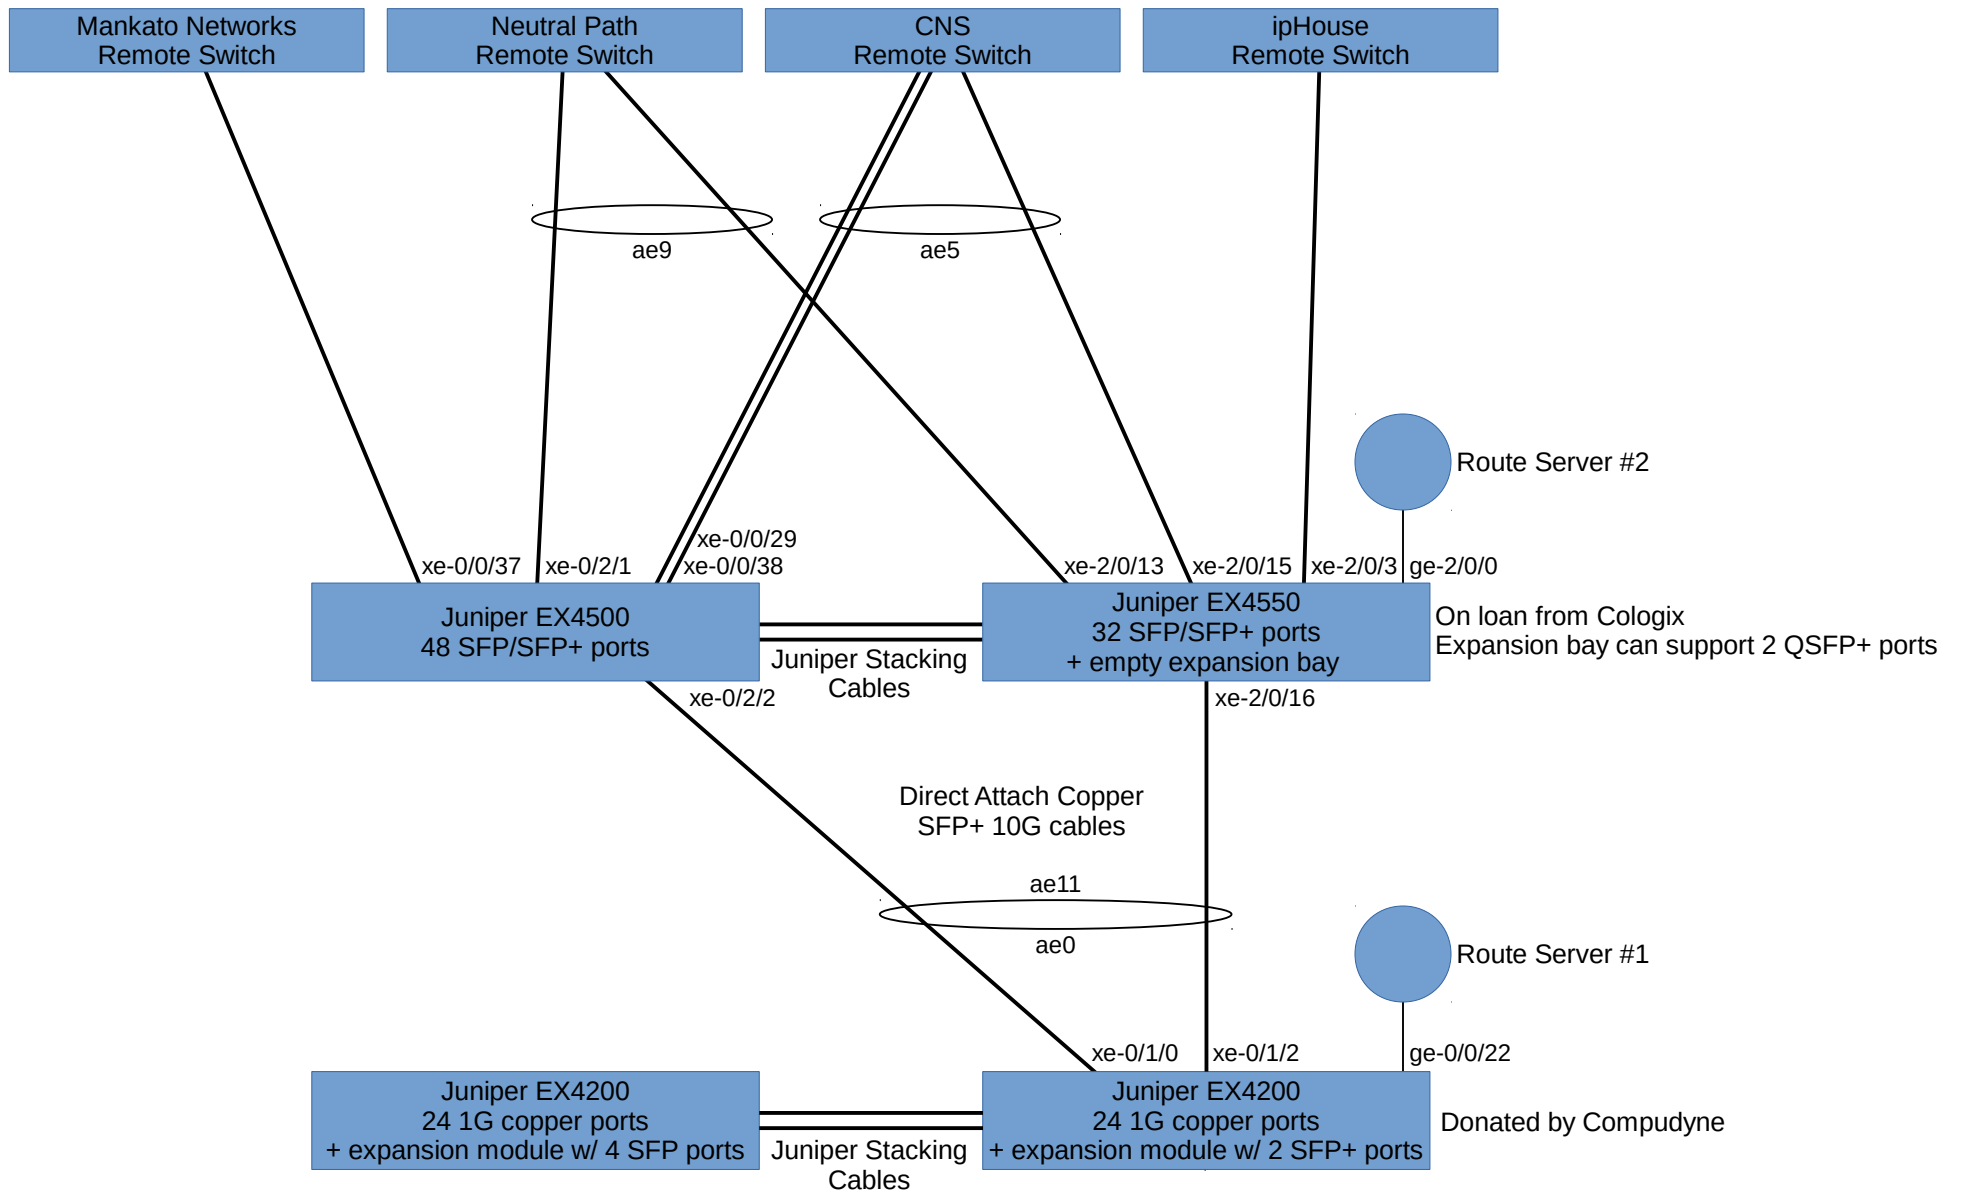 Mankato Networks
Remote Switch
Neutral Path
Remote Switch
CNS
Remote Switch
ipHouse
Remote Switch
ae9
ae5
Route Server #2
xe-0/0/37
xe-0/2/1
xe-0/0/29
xe-0/0/38
xe-2/0/13
xe-2/0/15
xe-2/0/3
ge-2/0/0
Juniper EX4500
48 SFP/SFP+ ports
Juniper Stacking
Cables
Juniper EX4550
32 SFP/SFP+ ports
+ empty expansion bay
On loan from Cologix
Expansion bay can support 2 QSFP+ ports
xe-0/2/2
xe-2/0/16
Direct Attach Copper
SFP+ 10G cables
ae11
ae0
Route Server #1
xe-0/1/0
xe-0/1/2
ge-0/0/22
Juniper EX4200
24 1G copper ports
+ expansion module w/ 4 SFP ports
Juniper Stacking
Cables
Juniper EX4200
24 1G copper ports
+ expansion module w/ 2 SFP+ ports
Donated by Compudyne